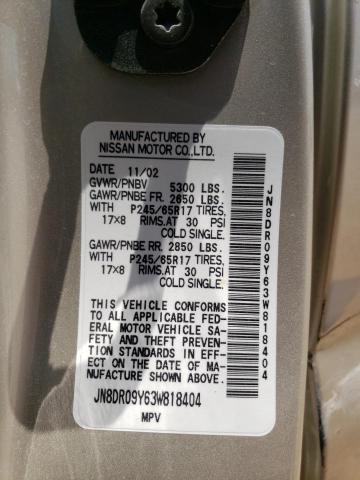 MANUFACTURED BY
NISSAN MOTOR CO.,LTD.
DATE 11/02
GVWR/PNBV 5300 LBS.
GAWR/PNBE FR. 2650 LBS.
WITH P245/65R17 TIRES,
17X8 RIMS,AT 30 PSI
COLD SINGLE.
GAWR/PNBE RR. 2850 LBS.
WITH P245/65R17 TIRES,
17X8 RIMS,AT 30 PSI
COLD SINGLE.
THIS VEHICLE CONFORMS
TO ALL APPLICABLE FED-
ERAL MOTOR VEHICLE SA-
FETY AND THEFT PREVENTION
STANDARDS IN EFF-
ECT ON THE DATE OF MA-
NUFACTURE SHOWN ABOVE.
JN8DR09Y63W818404
MPV
JN8DR09Y63W818404